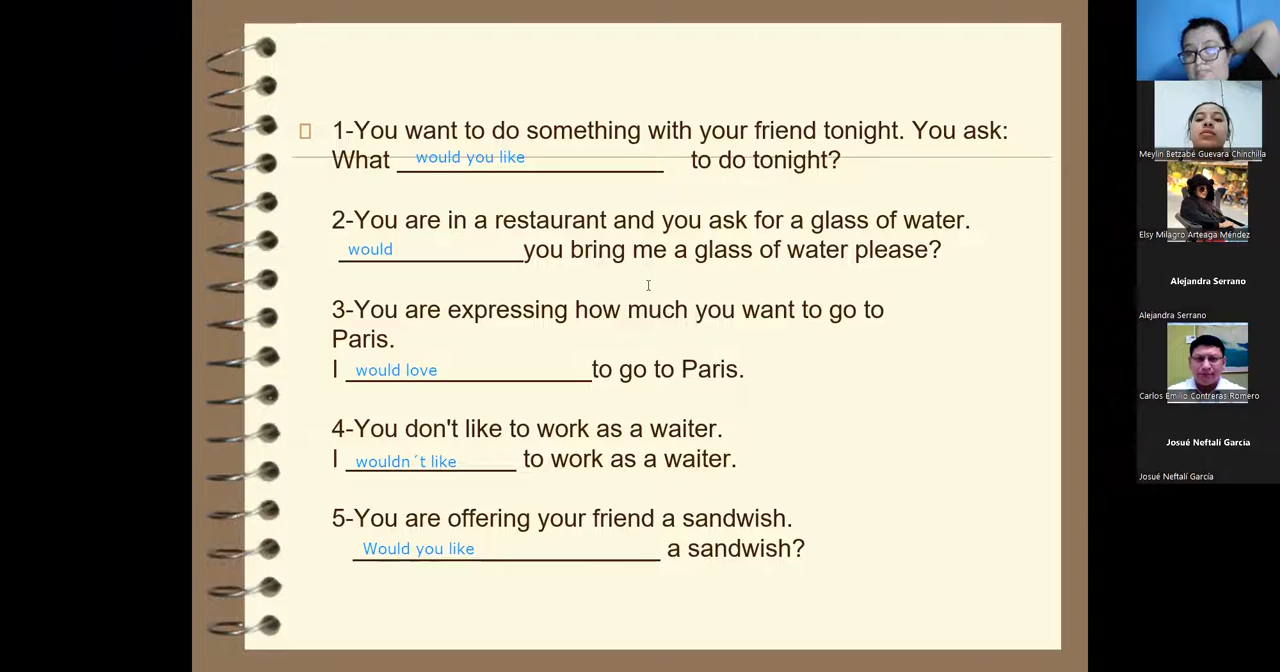 1-You want to do something with your friend tonight. You ask:
What would you like to do tonight?
2-You are in a restaurant and you ask for a glass of water.
would you bring me a glass of water please?
3-You are expressing how much you want to go to
Paris.
I would love to go to Paris.
4-You don't like to work as a waiter.
I wouldn´t like to work as a waiter.
5-You are offering your friend a sandwish.
Would you like a sandwish?
Meylin Betzabé Guevara Chinchilla
Elsy Milagro Arteaga Méndez
Alejandra Serrano
Alejandra Serrano
Carlos Emilio Contreras Romero
Josué Neftalí García
Josué Neftalí García